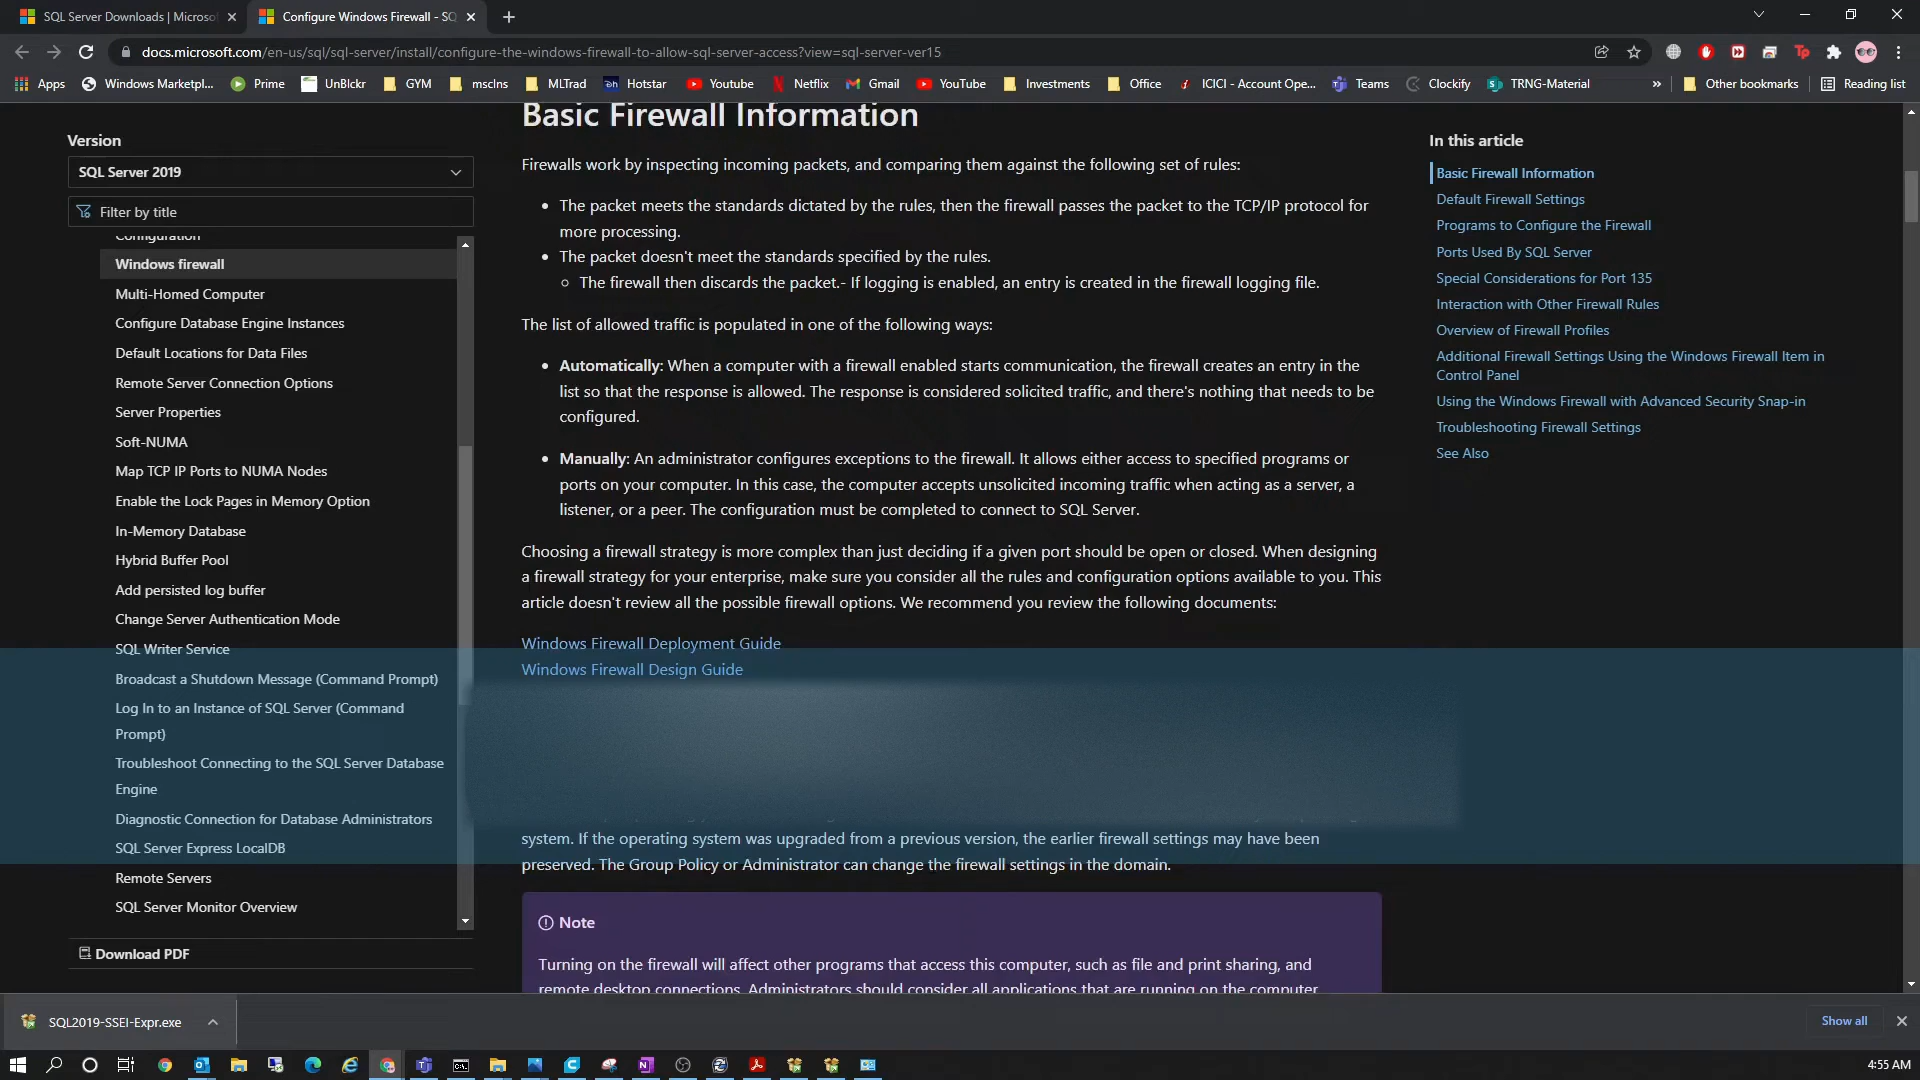 SQL Server Downloads | Microso
Configure Windows Firewall - SQ
docs.microsoft.com/en-us/sql/sql-server/install/configure-the-windows-firewall-to-allow-sql-server-access?view=sql-server-ver15
Apps
Windows Marketpl...
Prime
UnBlckr
GYM
msclns
MLTrad
Hotstar
Youtube
Netflix
Gmail
YouTube
Investments
Office
ICICI - Account Ope...
Teams
Clockify
TRNG-Material
»
Other bookmarks
Reading list
Version
SQL Server 2019
Filter by title
Configuration
Windows firewall
Multi-Homed Computer
Configure Database Engine Instances
Default Locations for Data Files
Remote Server Connection Options
Server Properties
Soft-NUMA
Map TCP IP Ports to NUMA Nodes
Enable the Lock Pages in Memory Option
In-Memory Database
Hybrid Buffer Pool
Add persisted log buffer
Change Server Authentication Mode
SQL Writer Service
Broadcast a Shutdown Message (Command Prompt)
Log In to an Instance of SQL Server (Command
Prompt)
Troubleshoot Connecting to the SQL Server Database
Engine
Diagnostic Connection for Database Administrators
SQL Server Express LocalDB
Remote Servers
SQL Server Monitor Overview
Download PDF
Basic Firewall Information
Firewalls work by inspecting incoming packets, and comparing them against the following set of rules:
• The packet meets the standards dictated by the rules, then the firewall passes the packet to the TCP/IP protocol for
more processing.
• The packet doesn't meet the standards specified by the rules.
○ The firewall then discards the packet.- If logging is enabled, an entry is created in the firewall logging file.
The list of allowed traffic is populated in one of the following ways:
• Automatically: When a computer with a firewall enabled starts communication, the firewall creates an entry in the
list so that the response is allowed. The response is considered solicited traffic, and there's nothing that needs to be
configured.
• Manually: An administrator configures exceptions to the firewall. It allows either access to specified programs or
ports on your computer. In this case, the computer accepts unsolicited incoming traffic when acting as a server, a
listener, or a peer. The configuration must be completed to connect to SQL Server.
Choosing a firewall strategy is more complex than just deciding if a given port should be open or closed. When designing
a firewall strategy for your enterprise, make sure you consider all the rules and configuration options available to you. This
article doesn't review all the possible firewall options. We recommend you review the following documents:
Windows Firewall Deployment Guide
Windows Firewall Design Guide
system. If the operating system was upgraded from a previous version, the earlier firewall settings may have been
preserved. The Group Policy or Administrator can change the firewall settings in the domain.
Note
Turning on the firewall will affect other programs that access this computer, such as file and print sharing, and
remote desktop connections. Administrators should consider all applications that are running on the computer
In this article
Basic Firewall Information
Default Firewall Settings
Programs to Configure the Firewall
Ports Used By SQL Server
Special Considerations for Port 135
Interaction with Other Firewall Rules
Overview of Firewall Profiles
Additional Firewall Settings Using the Windows Firewall Item in
Control Panel
Using the Windows Firewall with Advanced Security Snap-in
Troubleshooting Firewall Settings
See Also
SQL2019-SSEI-Expr.exe
Show all
4:55 AM